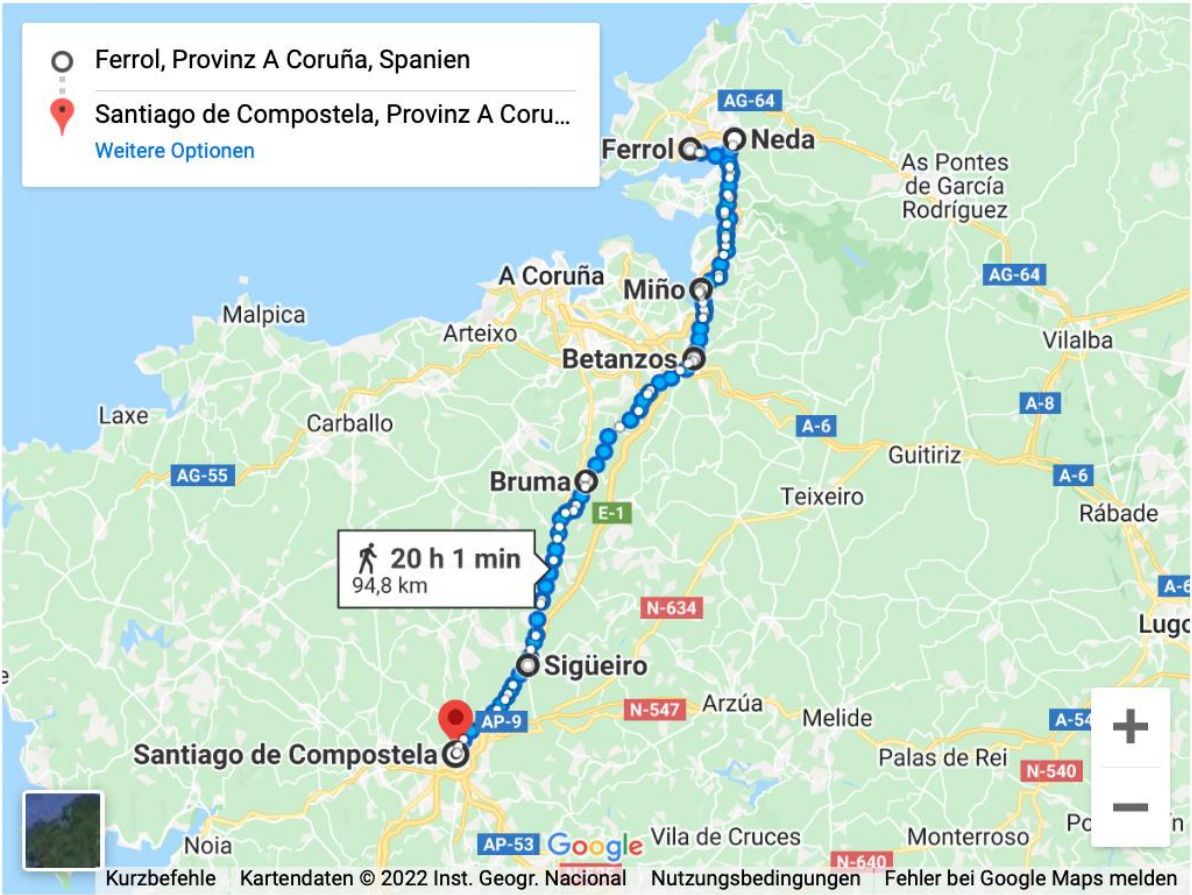 Ferrol, Provinz A Coruña, Spanien
Santiago de Compostela, Provinz A Coru...
Weitere Optionen
AG-64
Ferrol
Neda
As Pontes
de García
Rodríguez
A Coruña
Miño
AG-64
Malpica
Arteixo
Vilalba
Betanzos
A-8
Laxe
Carballo
A-6
Guitiriz
AG-55
Bruma
A-6
Teixeiro
E-1
Rábade
20 h 1 min
94,8 km
N-634
Lugo
Sigüeiro
N-547
Arzúa
Melide
AP-9
Santiago de Compostela
Palas de Rei
N-540
Noia
AP-53
Google
Vila de Cruces
Monterroso
N-640
Kurzbefehle
Kartendaten © 2022 Inst. Geogr. Nacional
Nutzungsbedingungen
Fehler bei Google Maps melden